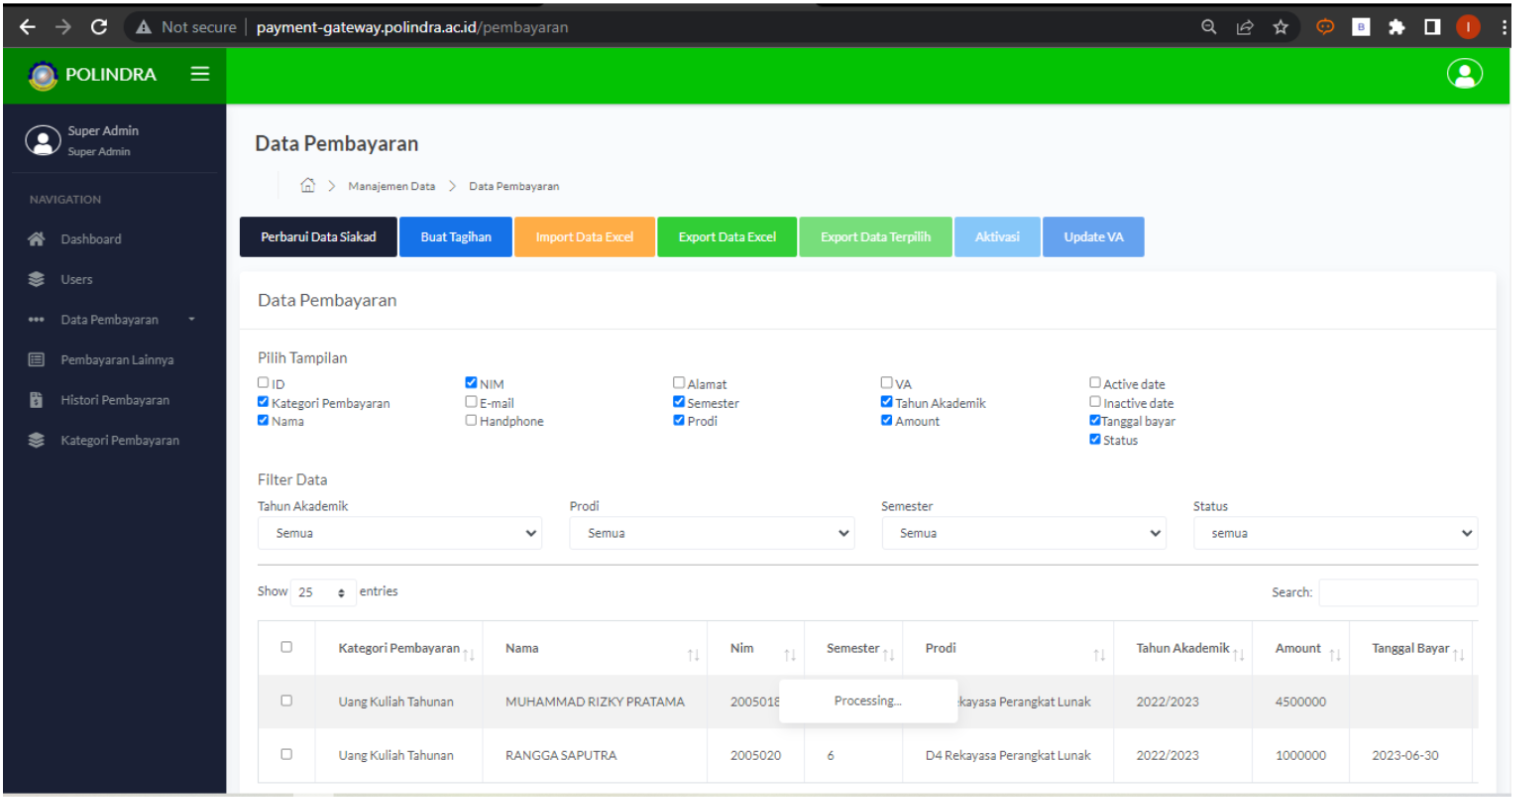 Not secure | payment-gateway.polindra.ac.id/pembayaran
POLINDRA
Super Admin
Super Admin
NAVIGATION
Dashboard
Users
Data Pembayaran
Pembayaran Lainnya
Histori Pembayaran
Kategori Pembayaran
Data Pembayaran
> Manajemen Data > Data Pembayaran
Perbarui Data Siakad Buat Tagihan Import Data Excel Export Data Excel Export Data Terpilih Aktivasi Update VA
Data Pembayaran
Pilih Tampilan
ID NIM Alamat VA Active date
Kategori Pembayaran E-mail Semester Tahun Akademik Inactive date
Nama Handphone Prodi Amount Tanggal bayar
Status
Filter Data
Tahun Akademik Prodi Semester Status
Semua Semua Semua semua
Show 25 entries Search:
Kategori Pembayaran Nama Nim Semester Prodi Tahun Akademik Amount Tanggal Bayar
Uang Kuliah Tahunan MUHAMMAD RIZKY PRATAMA 2005018 Processing... kayasa Perangkat Lunak 2022/2023 4500000
Uang Kuliah Tahunan RANGGA SAPUTRA 2005020 6 D4 Rekayasa Perangkat Lunak 2022/2023 1000000 2023-06-30